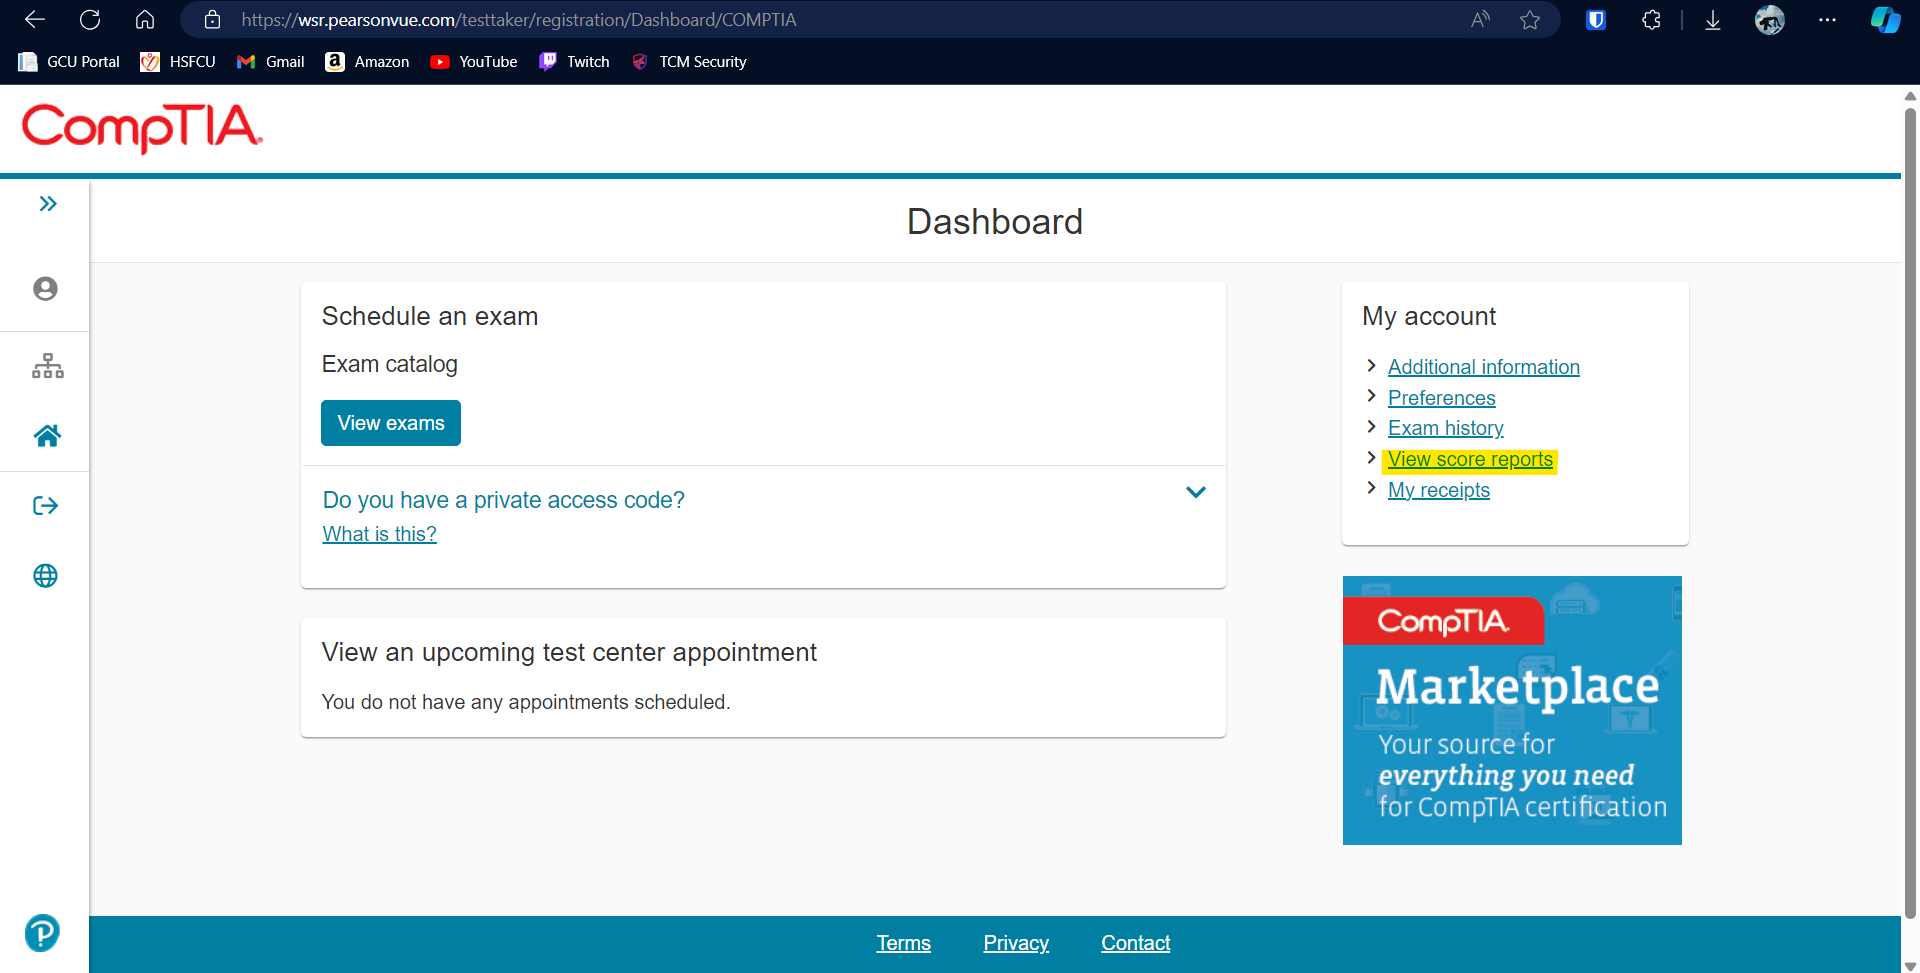 https://wsr.pearsonvue.com/testtaker/registration/Dashboard/COMPTIA
GCU Portal HSFCU Gmail Amazon YouTube Twitch TCM Security
CompTIA.
Dashboard
Schedule an exam
Exam catalog
View exams
Do you have a private access code?
What is this?
View an upcoming test center appointment
You do not have any appointments scheduled.
My account
Additional information
Preferences
Exam history
View score reports
My receipts
CompTIA.
Marketplace
Your source for
everything you need
for CompTIA certification
Terms Privacy Contact